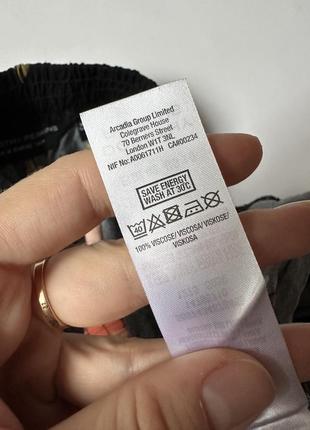 Arcadia Group Limited
Colegrave House
70 Berners Street
London W1T 3NL
NIF No: A0061711H CA#00234
SAVE ENERGY
WASH AT 30°C
40
100% VISCOSE/ VISCOSA/ VISKOSE/
VISKOSA